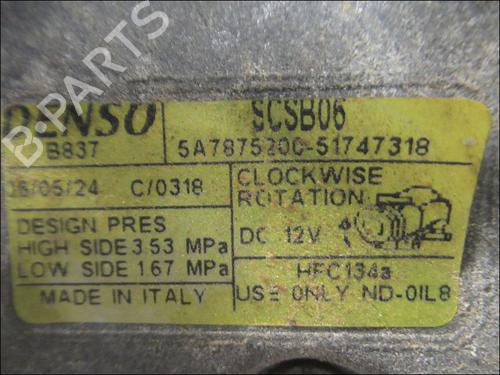 DENSO SCSB06
B837 5A7875200-51747318
08/05/24 C/0318 CLOCKWISE
ROTATION
DESIGN PRES
HIGH SIDE 3.53 MPa DC 12V
LOW SIDE 1.67 MPa HFC134a
MADE IN ITALY USE ONLY ND-OIL8